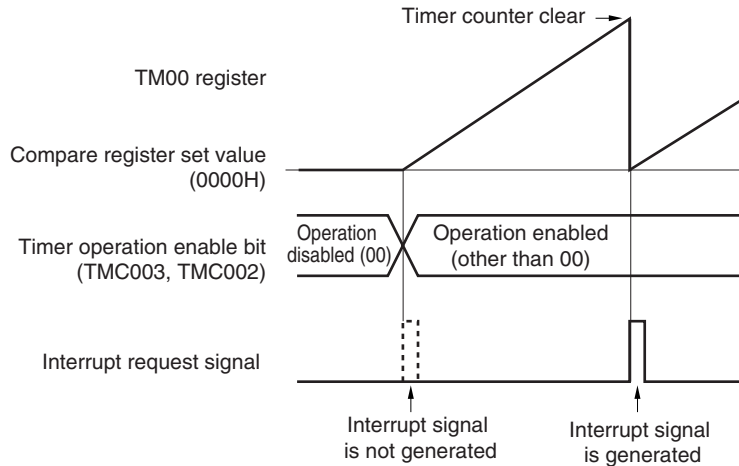 Timer counter clear
TM00 register
Compare register set value
(0000H)
Timer operation enable bit
(TMC003, TMC002)
Operation
disabled (00)
Operation enabled
(other than 00)
Interrupt request signal
Interrupt signal
is not generated
Interrupt signal
is generated